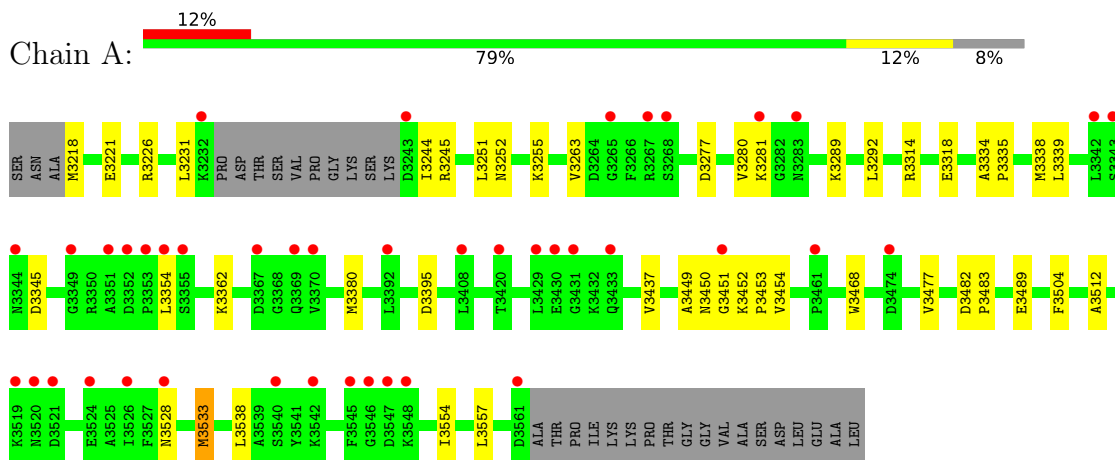 12%
Chain A:
79% 12% 8%
SER ASN ALA M3218 E3221 R3226 L3231 K3232 PRO ASP THR SER VAL PRO GLY LYS SER LYS D3243 I3244 R3245 L3251 N3252 K3255 V3263 D3264 G3265 F3266 R3267 S3268 D3277 V3280 K3281 G3282 N3283 K3289 L3292 R3314 E3318 A3334 P3335 M3338 L3339 L3342 S3343
N3344 D3345 G3349 R3350 A3351 D3352 P3353 L3354 S3355 K3362 D3367 G3368 Q3369 V3370 M3380 L3392 D3395 L3408 T3420 L3429 E3430 G3431 K3432 Q3433 V3437 A3449 N3450 G3451 K3452 P3453 V3454 P3461 W3468 D3474 V3477 D3482 P3483 E3489 F3504 A3512
K3519 N3520 D3521 E3524 A3525 I3526 F3527 N3528 M3533 L3538 A3539 S3540 Y3541 K3542 F3545 G3546 D3547 K3548 I3554 L3557 D3561 ALA THR PRO ILE LYS LYS PRO THR GLY GLY VAL ALA SER ASP LEU GLU ALA LEU